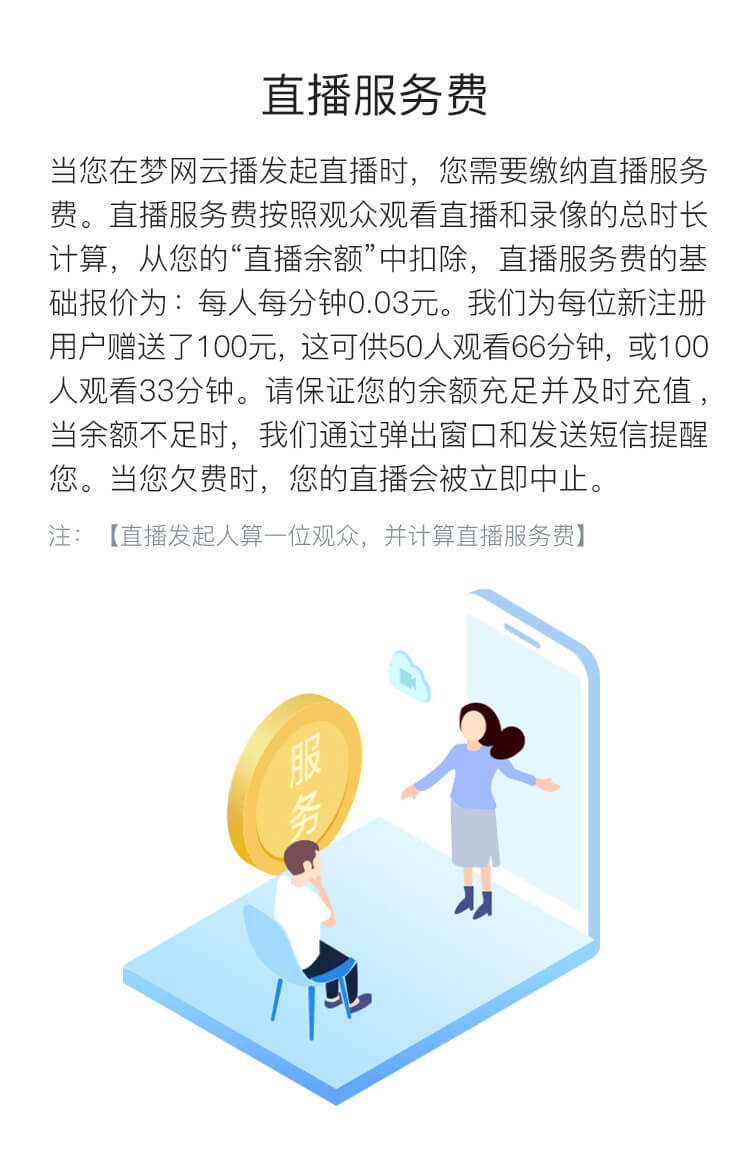 直播服务费
当您在梦网云播发起直播时，您需要缴纳直播服务
费。直播服务费按照观众观看直播和录像的总时长
计算，从您的“直播余额”中扣除，直播服务费的基
础报价为：每人每分钟0.03元。我们为每位新注册
用户赠送了100元, 这可供50人观看66分钟, 或100
人观看33分钟。请保证您的余额充足并及时充值 ,
当余额不足时，我们通过弹出窗口和发送短信提醒
您。当您欠费时，您的直播会被立即中止。
注：【直播发起人算一位观众，并计算直播服务费】
服
务